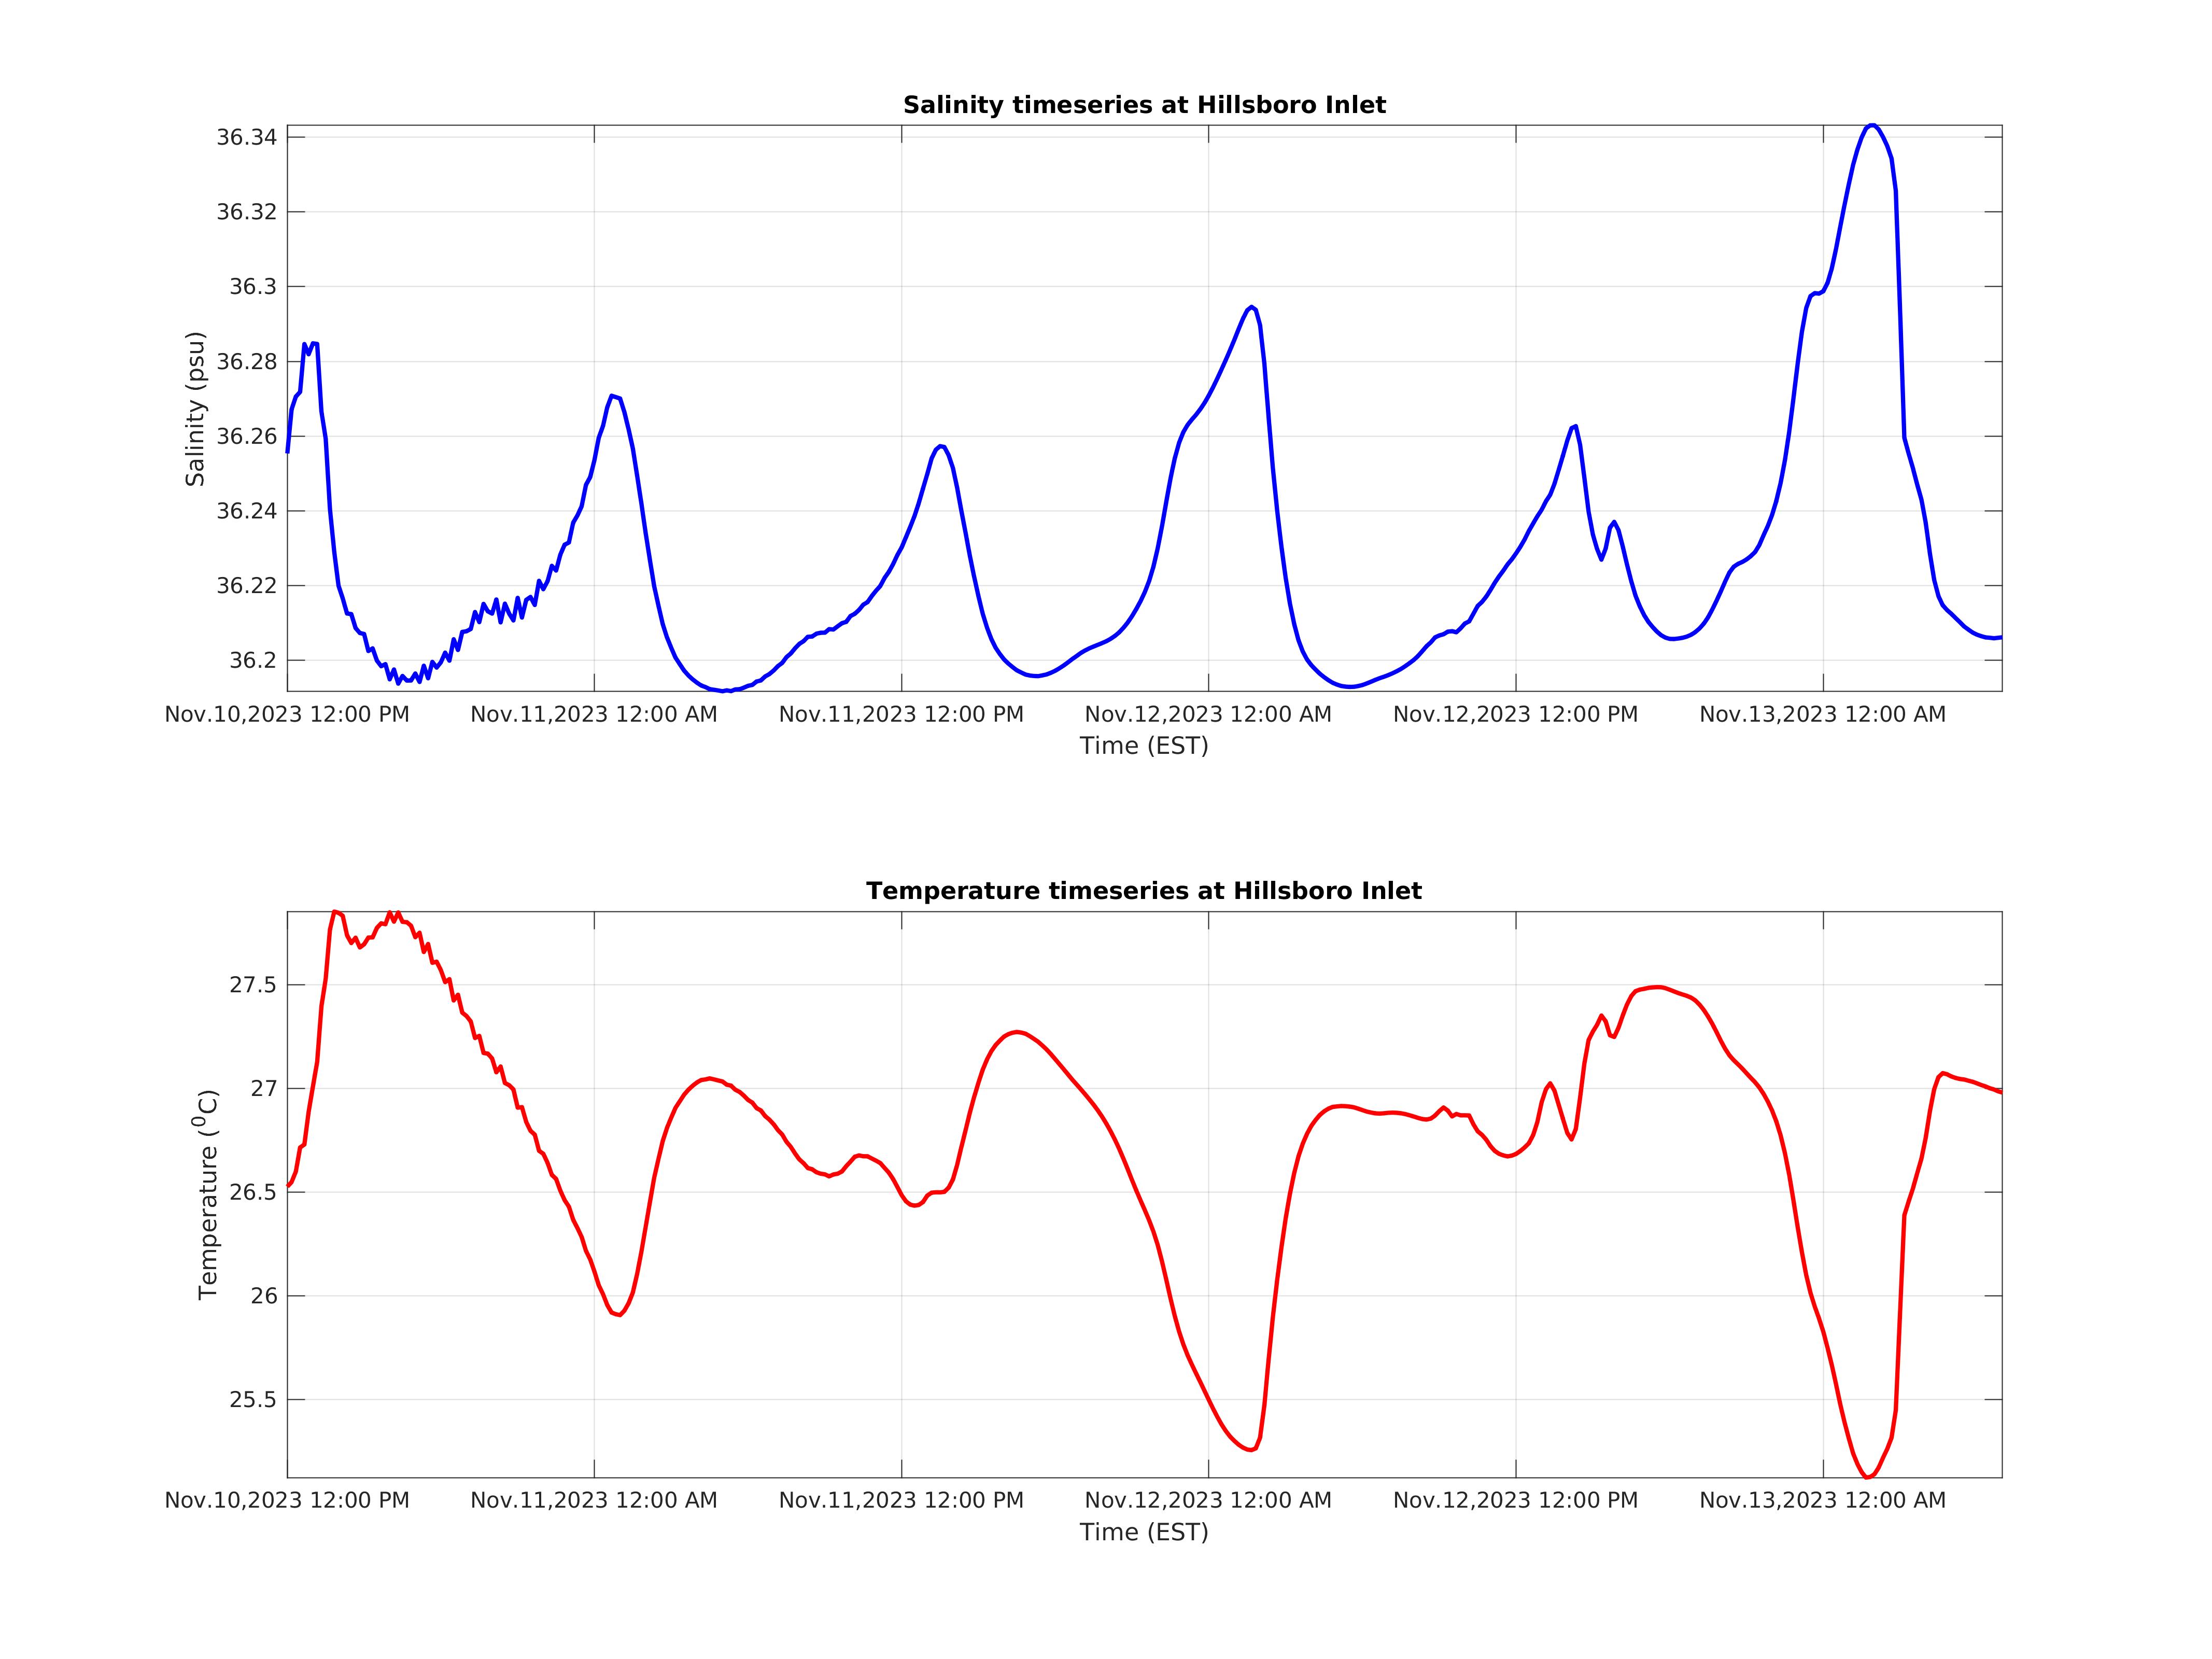 Salinity timeseries at Hillsboro Inlet
36.34
36.32
36.3
36.28
36.26
36.24
36.22
36.2
Salinity (psu)
Nov.10,2023 12:00 PM Nov.11,2023 12:00 AM Nov.11,2023 12:00 PM Nov.12,2023 12:00 AM Nov.12,2023 12:00 PM Nov.13,2023 12:00 AM
Time (EST)
Temperature timeseries at Hillsboro Inlet
27.5
27
26.5
26
25.5
Temperature (⁰C)
Nov.10,2023 12:00 PM Nov.11,2023 12:00 AM Nov.11,2023 12:00 PM Nov.12,2023 12:00 AM Nov.12,2023 12:00 PM Nov.13,2023 12:00 AM
Time (EST)